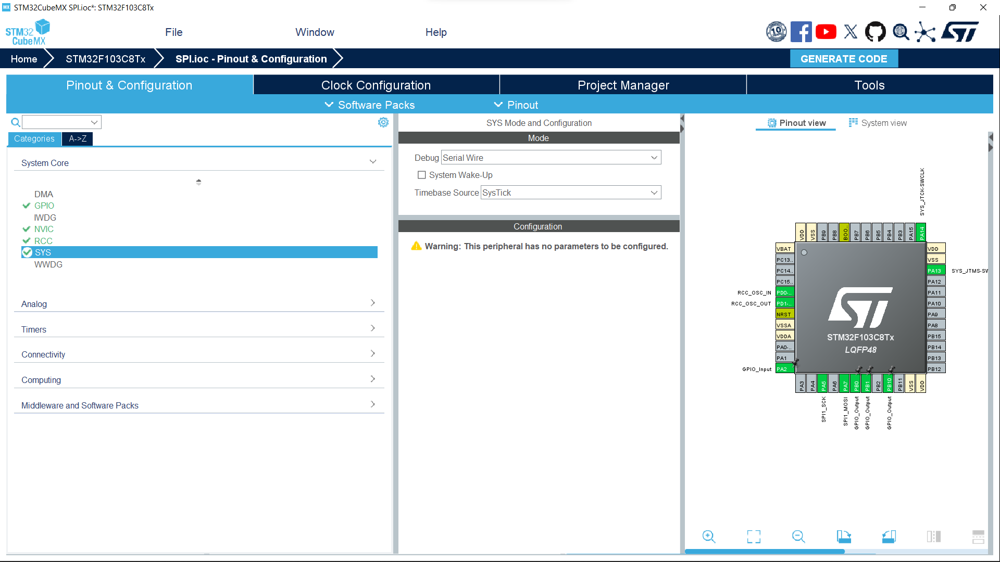 MX STM32CubeMX SPI.ioc*: STM32F103C8Tx
STM32 CubeMX
File
Window
Help
10
Home
STM32F103C8Tx
SPI.ioc - Pinout & Configuration
GENERATE CODE
Pinout & Configuration
Clock Configuration
Project Manager
Tools
Software Packs
Pinout
Categories
A->Z
System Core
DMA
GPIO
IWDG
NVIC
RCC
SYS
WWDG
Analog
Timers
Connectivity
Computing
Middleware and Software Packs
SYS Mode and Configuration
Mode
Debug Serial Wire
System Wake-Up
Timebase Source SysTick
Configuration
Warning: This peripheral has no parameters to be configured.
Pinout view
System view
SYS_JTCK-SWCLK
VDD
VSS
PB9
PB8
BOO..
PB7
PB6
PB5
PB4
PB3
PA15
PA14
VBAT
PC13..
PC14..
PC15..
RCC_OSC_IN
PD0-..
RCC_OSC_OUT
PD1-..
NRST
VSSA
VDDA
PA0-..
PA1
GPIO_Input
PA2
VDD
VSS
PA13
SYS_JTMS-SW
PA12
PA11
PA10
PA9
PA8
PB15
PB14
PB13
PB12
ST
STM32F103C8Tx
LQFP48
PA3
PA4
PA5
PA6
PA7
PB0
PB1
PB2
PB10
PB11
VSS
VDD
SPI1_SCK
SPI1_MOSI
GPIO_Output
GPIO_Output
GPIO_Output